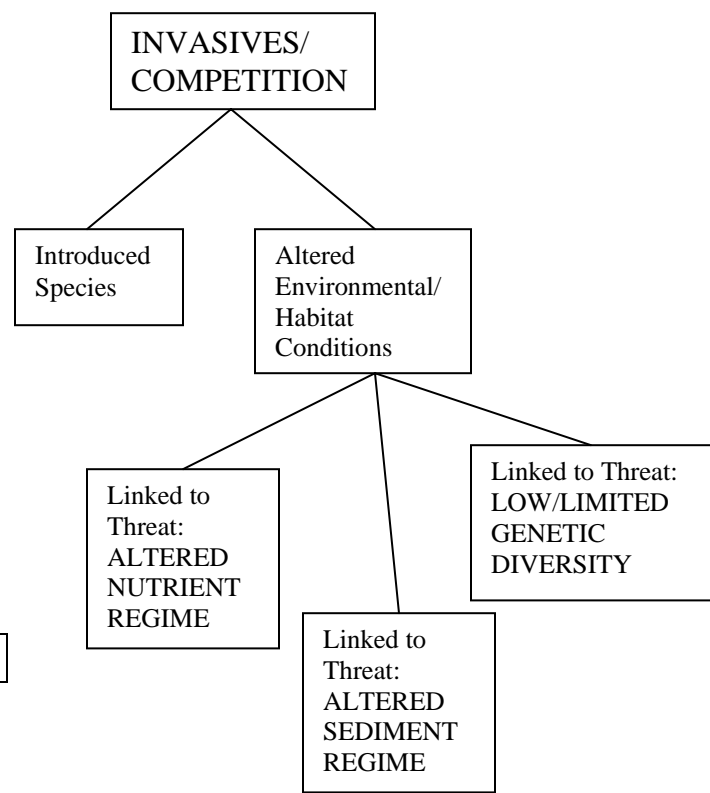 INVASIVES/
COMPETITION
Introduced
Species
Altered
Environmental/
Habitat
Conditions
Linked to
Threat:
ALTERED
NUTRIENT
REGIME
Linked to
Threat:
ALTERED
SEDIMENT
REGIME
Linked to Threat:
LOW/LIMITED
GENETIC
DIVERSITY